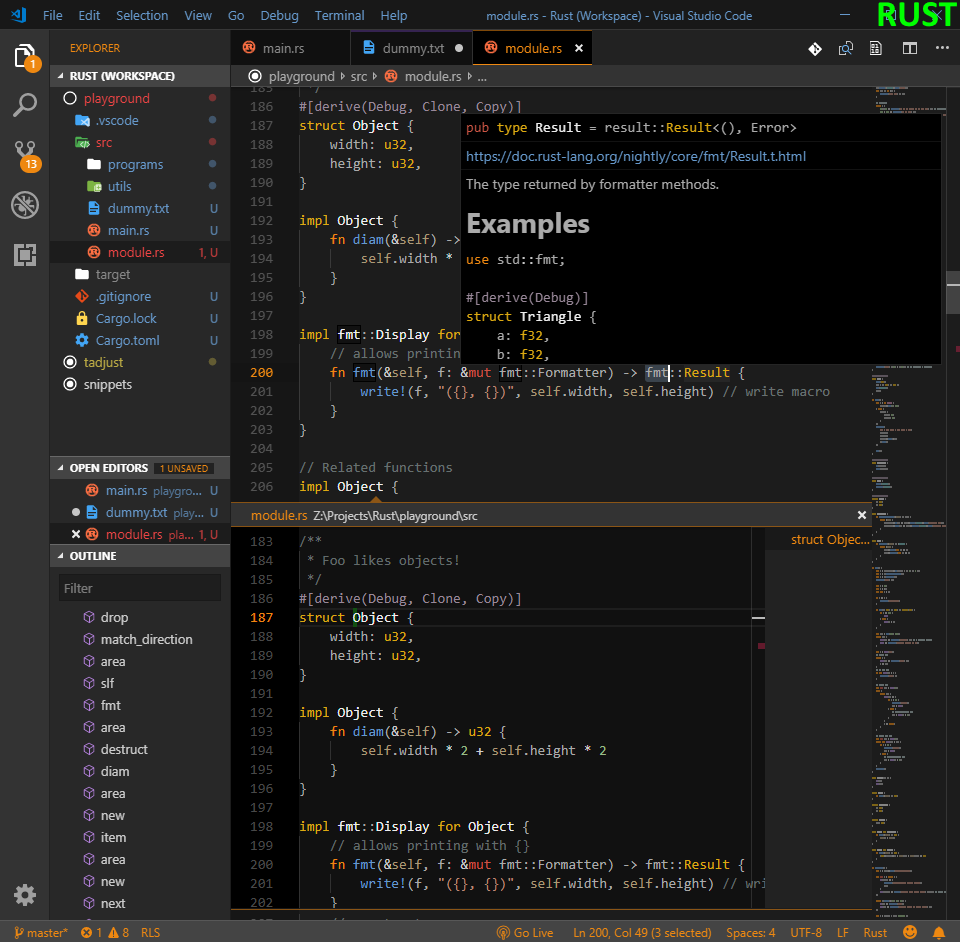 File Edit Selection View Go Debug Terminal Help module.rs - Rust (Workspace) - Visual Studio Code
RUST
1
13
EXPLORER
RUST (WORKSPACE)
playground
.vscode
src
programs
utils
dummy.txt U
main.rs U
module.rs 1, U
target
.gitignore U
Cargo.lock U
Cargo.toml U
tadjust
snippets
OPEN EDITORS 1 UNSAVED
main.rs playgro... U
dummy.txt play... U
module.rs pla... 1, U
OUTLINE
Filter
drop
match_direction
area
slf
fmt
area
destruct
diam
area
new
item
area
new
next
main.rs dummy.txt module.rs
playground src module.rs ...
185 */
186 #[derive(Debug, Clone, Copy)]
187 struct Object {
188 width: u32,
189 height: u32,
190 }
191
192 impl Object {
193 fn diam(&self) ->
194 self.width *
195 }
196 }
197
198 impl fmt::Display for
199 // allows printing
200 fn fmt(&self, f: &mut fmt::Formatter) -> fmt::Result {
201 write!(f, "({}, {})", self.width, self.height) // write macro
202 }
203 }
204
205 // Related functions
206 impl Object {
pub type Result = result::Result<(), Error>
https://doc.rust-lang.org/nightly/core/fmt/Result.t.html
The type returned by formatter methods.
Examples
use std::fmt;
#[derive(Debug)]
struct Triangle {
a: f32,
b: f32,
module.rs Z:\Projects\Rust\playground\src
struct Objec...
183 /**
184 * Foo likes objects!
185 */
186 #[derive(Debug, Clone, Copy)]
187 struct Object {
188 width: u32,
189 height: u32,
190 }
191
192 impl Object {
193 fn diam(&self) -> u32 {
194 self.width * 2 + self.height * 2
195 }
196 }
197
198 impl fmt::Display for Object {
199 // allows printing with {}
200 fn fmt(&self, f: &mut fmt::Formatter) -> fmt::Result {
201 write!(f, "({}, {})", self.width, self.height) // wri
202 }
master* 1 8 RLS Go Live Ln 200, Col 49 (3 selected) Spaces: 4 UTF-8 LF Rust